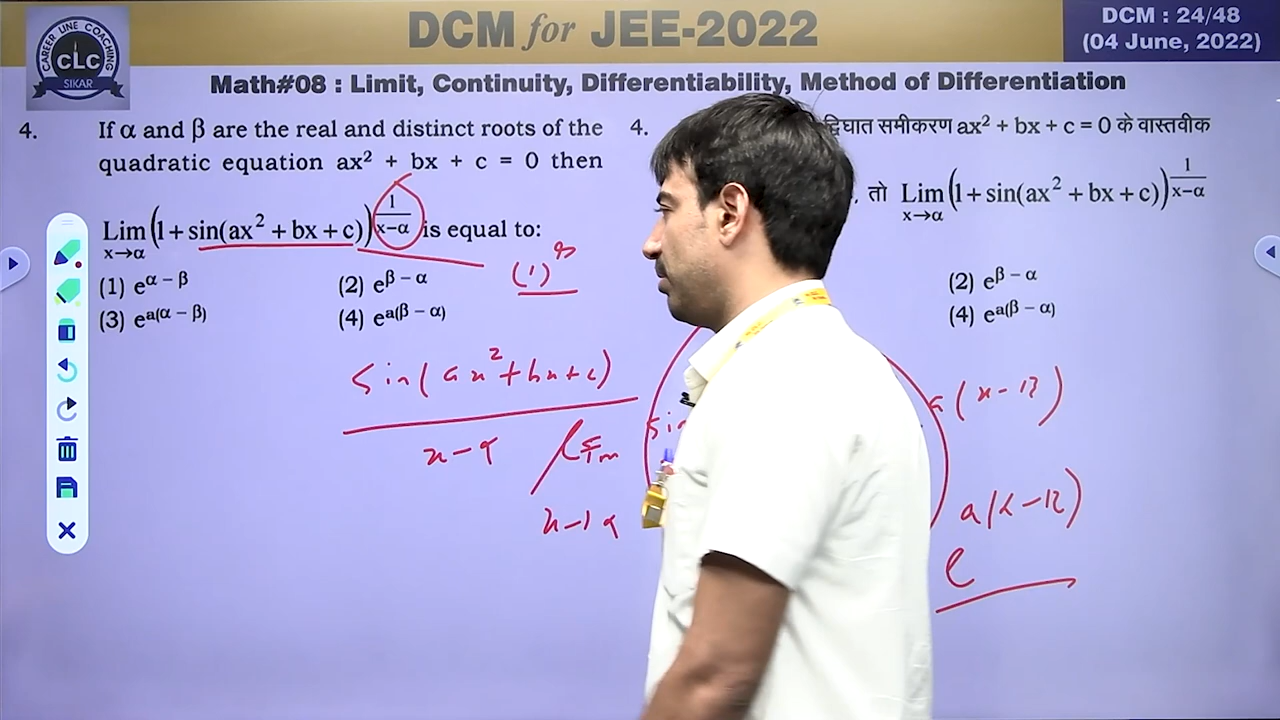 DCM for JEE-2022
DCM : 24/48
(04 June, 2022)
CAREER LINE COACHING
CLC
SIKAR
Math#08 : Limit, Continuity, Differentiability, Method of Differentiation
4. If α and β are the real and distinct roots of the
quadratic equation ax² + bx + c = 0 then
Lim x→α (1 + sin(ax² + bx + c))^(1/(x−α)) is equal to:
(1) e^(α − β) (2) e^(β − α)
(3) e^(a(α − β)) (4) e^(a(β − α))
4. द्विघात समीकरण ax² + bx + c = 0 के वास्तवीक
, तो Lim x→α (1 + sin(ax² + bx + c))^(1/(x−α))
(2) e^(β − α)
(4) e^(a(β − α))
(1)^∞
sin(ax²+bx+c)
x−α
x→α
sin
a(x−β)
a(α−β)
e